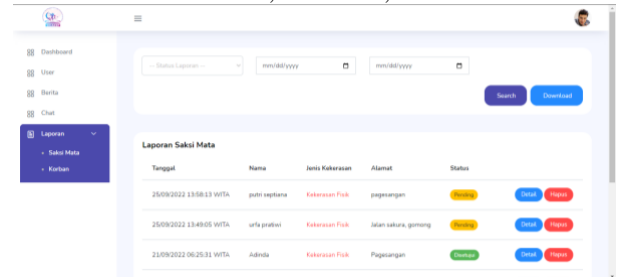 Dashboard
User
Berita
Chat
Laporan
Saksi Mata
Korban
--- Status Laporan ---
mm/dd/yyyy
mm/dd/yyyy
Search
Download
Laporan Saksi Mata
Tanggal Nama Jenis Kekerasan Alamat Status
25/09/2022 13:58:13 WITA putri septiana Kekerasan Fisik pagesangan Pending Detail Hapus
25/09/2022 13:49:05 WITA urfa pratiwi Kekerasan Fisik Jalan sakura, gomong Pending Detail Hapus
21/09/2022 06:25:31 WITA Adinda Kekerasan Fisik Pagesangan Disetujui Detail Hapus